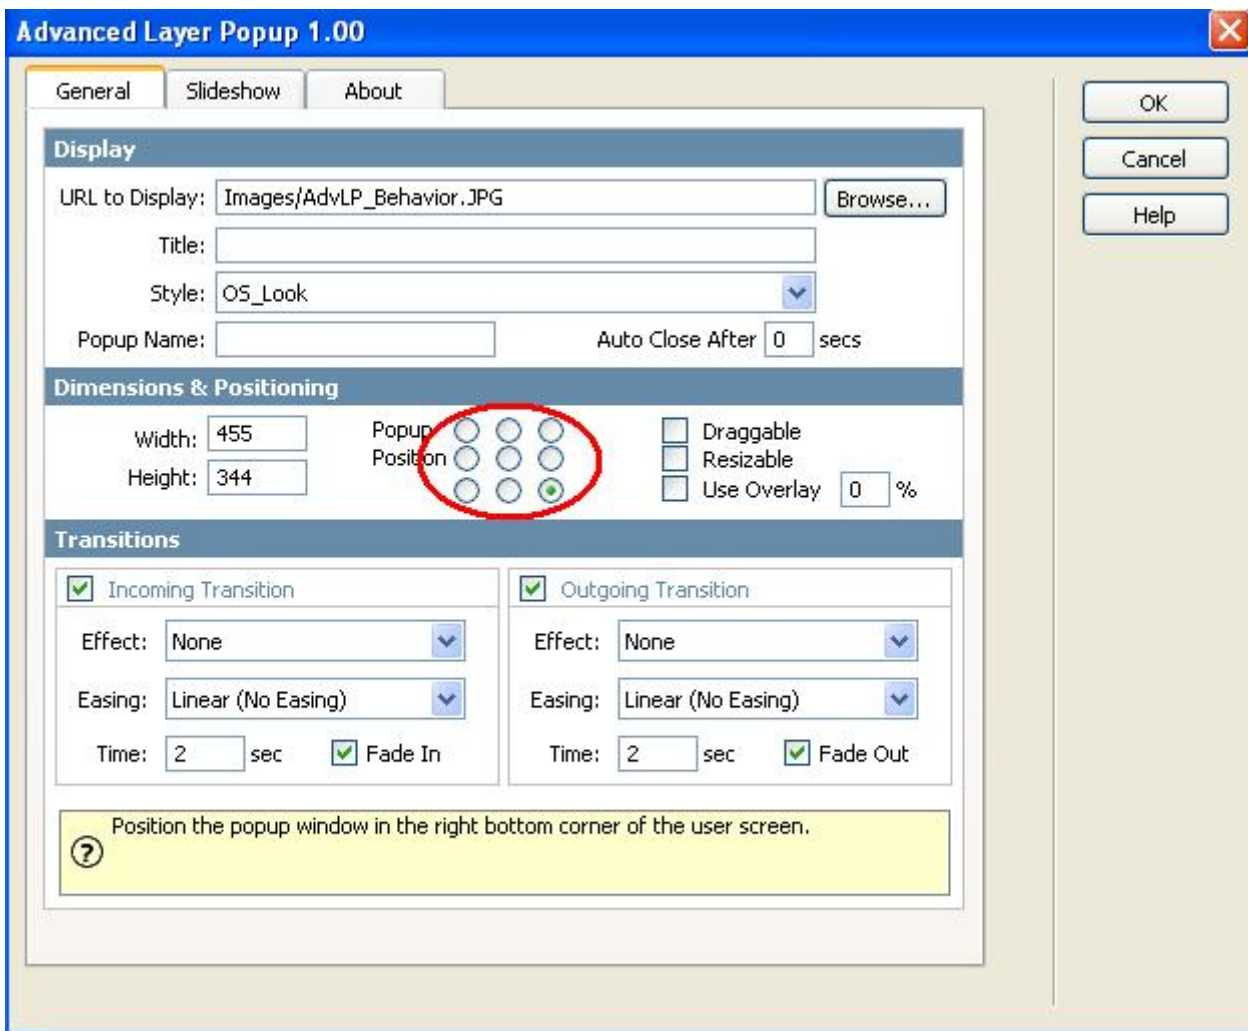 Advanced Layer Popup 1.00
General Slideshow About
OK
Cancel
Help
Display
URL to Display: Images/AdvLP_Behavior.JPG Browse...
Title:
Style: OS_Look
Popup Name: Auto Close After 0 secs
Dimensions & Positioning
Width: 455
Height: 344
Popup
Position
Draggable
Resizable
Use Overlay 0 %
Transitions
Incoming Transition
Effect: None
Easing: Linear (No Easing)
Time: 2 sec Fade In
Outgoing Transition
Effect: None
Easing: Linear (No Easing)
Time: 2 sec Fade Out
Position the popup window in the right bottom corner of the user screen.
?